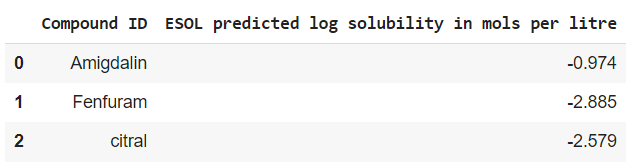 Compound ID ESOL predicted log solubility in mols per litre
0 Amigdalin -0.974
1 Fenfuram -2.885
2 citral -2.579